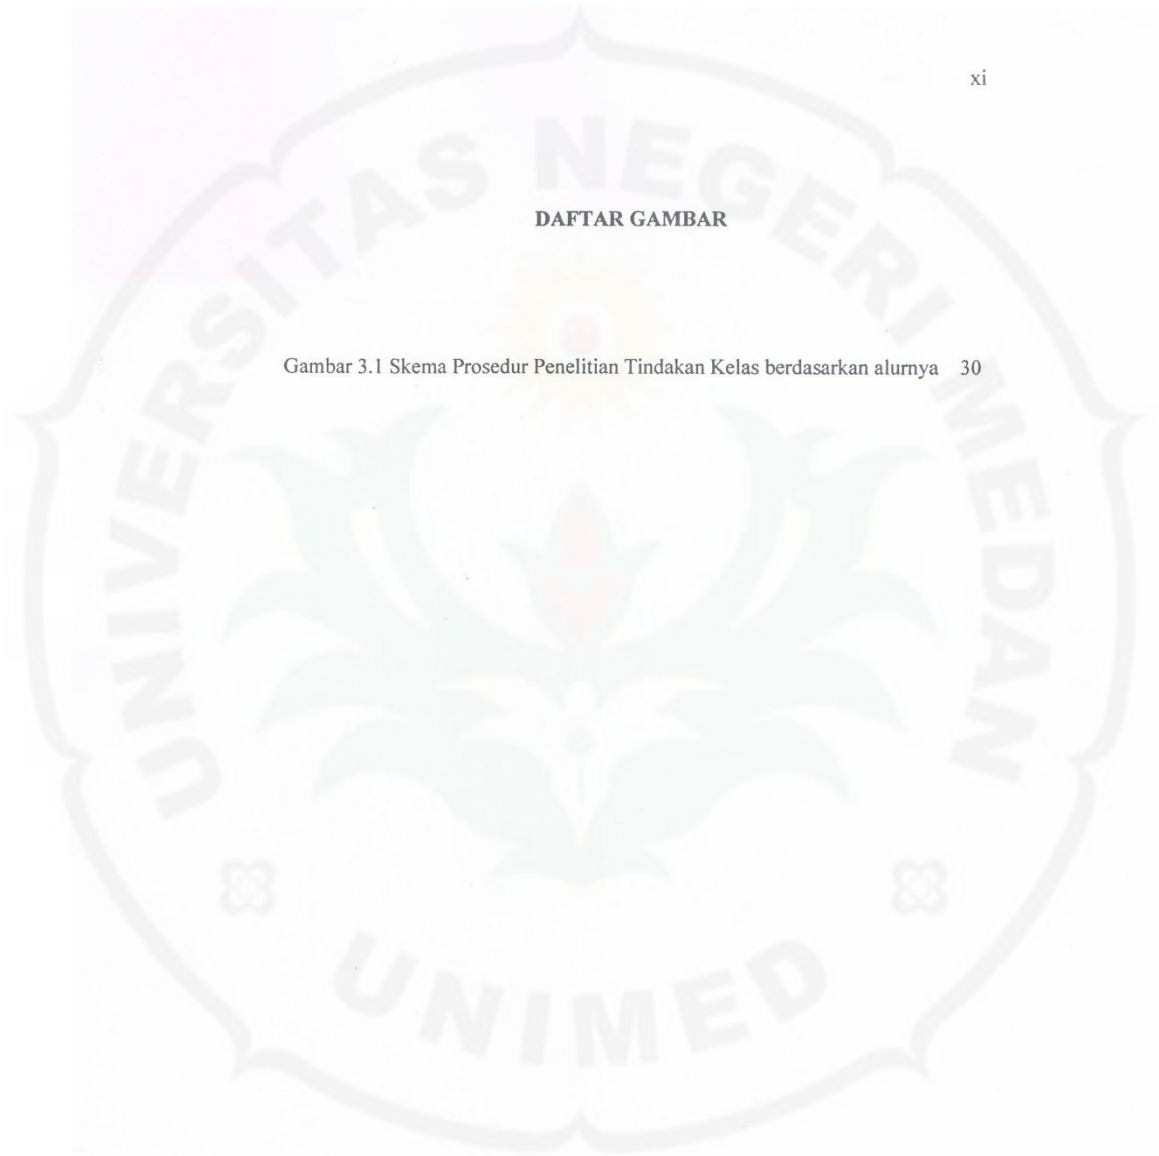 xi
DAFTAR GAMBAR
Gambar 3.1 Skema Prosedur Penelitian Tindakan Kelas berdasarkan alurnya 30
UNIVERSITAS NEGERI MEDAN
UNIMED